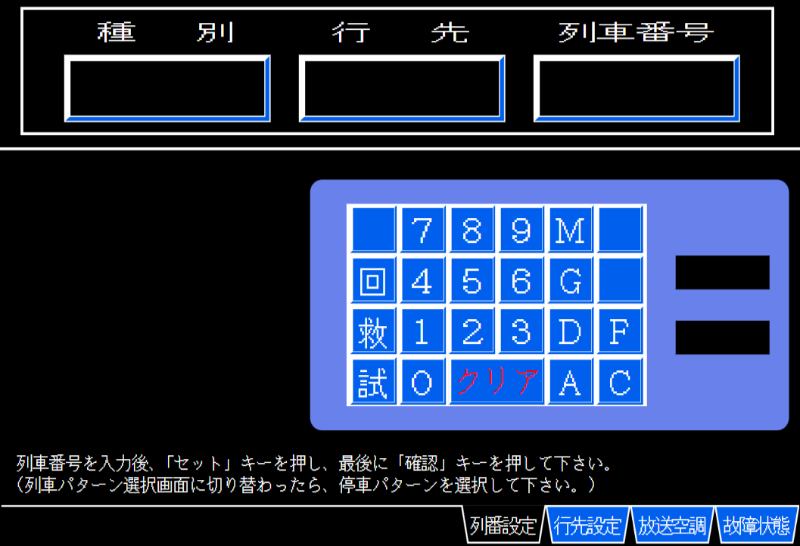 種別 行先 列車番号
7 8 9 M
回 4 5 6 G
救 1 2 3 D F
試 0 クリア A C
列車番号を入力後、「セット」キーを押し、最後に「確認」キーを押して下さい。
(列車パターン選択画面に切り替わったら、停車パターンを選択して下さい。)
列番設定 行先設定 放送空調 故障状態